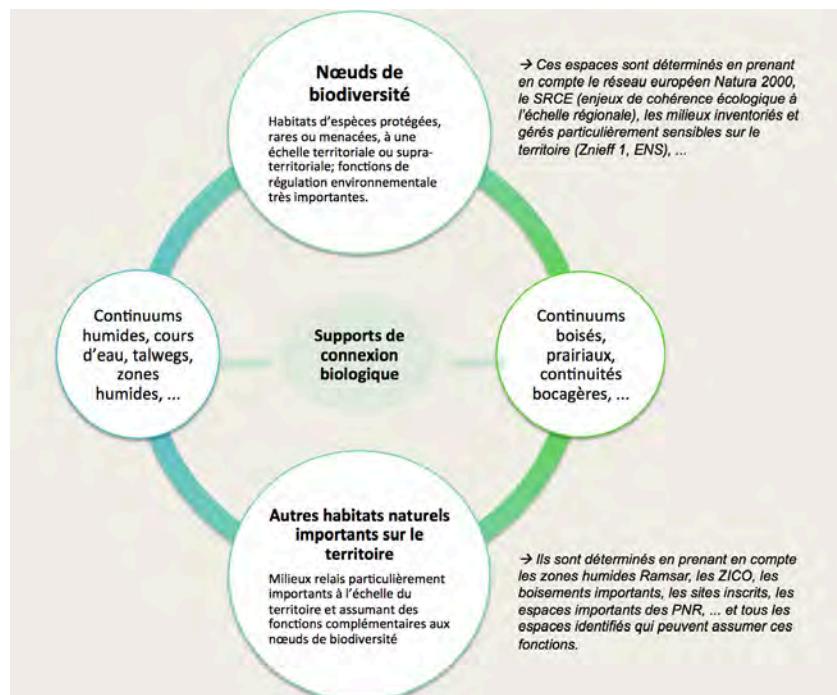 Nœuds de
biodiversité
Habitats d'espèces protégées,
rares ou menacées, à une
échelle territoriale ou supra-
territoriale; fonctions de
régulation environnementale
très importantes.
→ Ces espaces sont déterminés en prenant
en compte le réseau européen Natura 2000,
le SRCE (enjeux de cohérence écologique à
l'échelle régionale), les milieux inventoriés et
gérés particulièrement sensibles sur le
territoire (Znieff 1, ENS), ...
Continuums
humides, cours
d'eau, talwegs,
zones
humides, ...
Supports de
connexion
biologique
Continuums
boisés,
prairiaux,
continuités
bocagères, ...
Autres habitats naturels
importants sur le
territoire
Milieux relais particulièrement
importants à l'échelle du
territoire et assumant des
fonctions complémentaires aux
nœuds de biodiversité
→ Ils sont déterminés en prenant en compte
les zones humides Ramsar, les ZICO, les
boisements importants, les sites inscrits, les
espaces importants des PNR, ... et tous les
espaces identifiés qui peuvent assumer ces
fonctions.